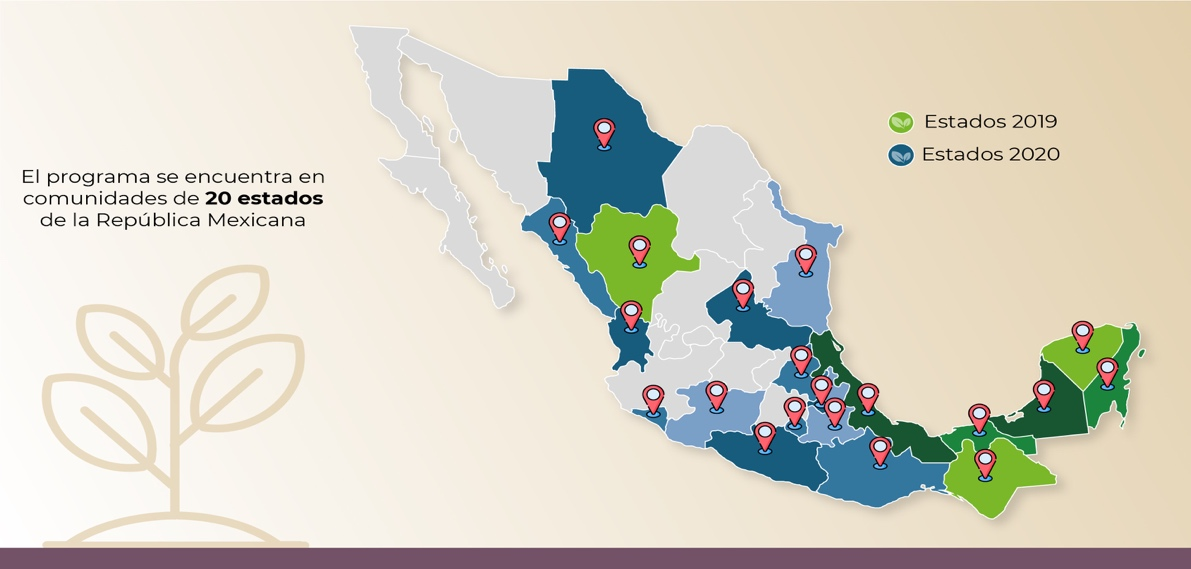 El programa se encuentra en
comunidades de 20 estados
de la República Mexicana
Estados 2019
Estados 2020